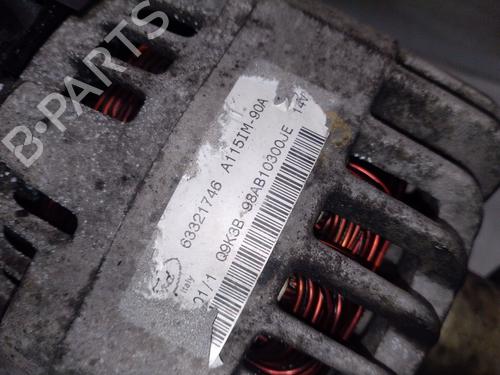 B-PARTS
63321746 A115IM-90A
Italy
01/1 Q9K3B 98AB10300JE 14V